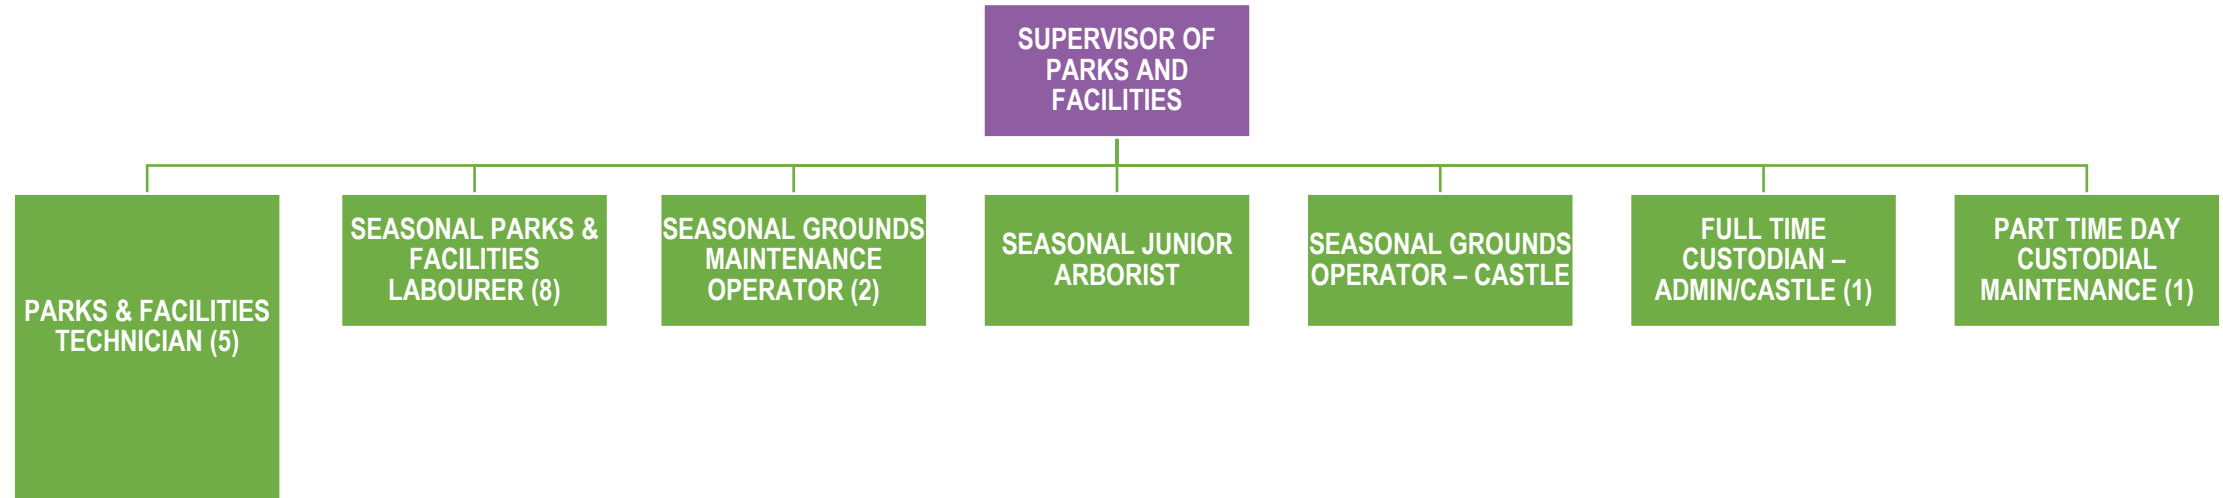 SUPERVISOR OF
PARKS AND
FACILITIES
PARKS & FACILITIES
TECHNICIAN (5)
SEASONAL PARKS &
FACILITIES
LABOURER (8)
SEASONAL GROUNDS
MAINTENANCE
OPERATOR (2)
SEASONAL JUNIOR
ARBORIST
SEASONAL GROUNDS
OPERATOR – CASTLE
FULL TIME
CUSTODIAN –
ADMIN/CASTLE (1)
PART TIME DAY
CUSTODIAL
MAINTENANCE (1)